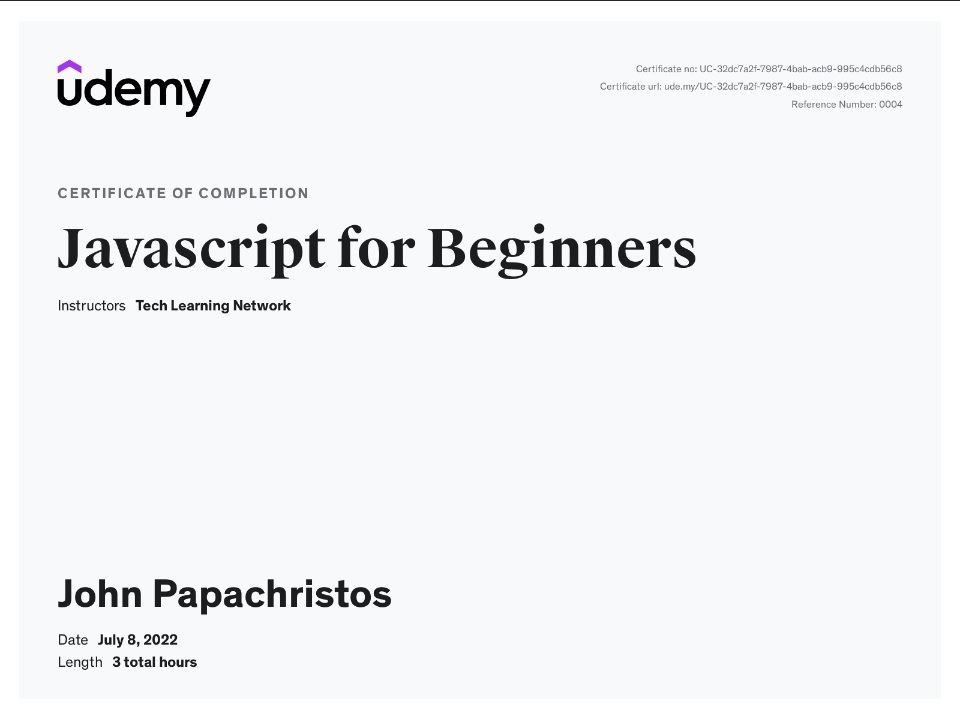 udemy
Certificate no: UC-32dc7a2f-7987-4bab-acb9-995c4cdb56c8
Certificate url: ude.my/UC-32dc7a2f-7987-4bab-acb9-995c4cdb56c8
Reference Number: 0004
CERTIFICATE OF COMPLETION
Javascript for Beginners
Instructors Tech Learning Network
John Papachristos
Date July 8, 2022
Length 3 total hours